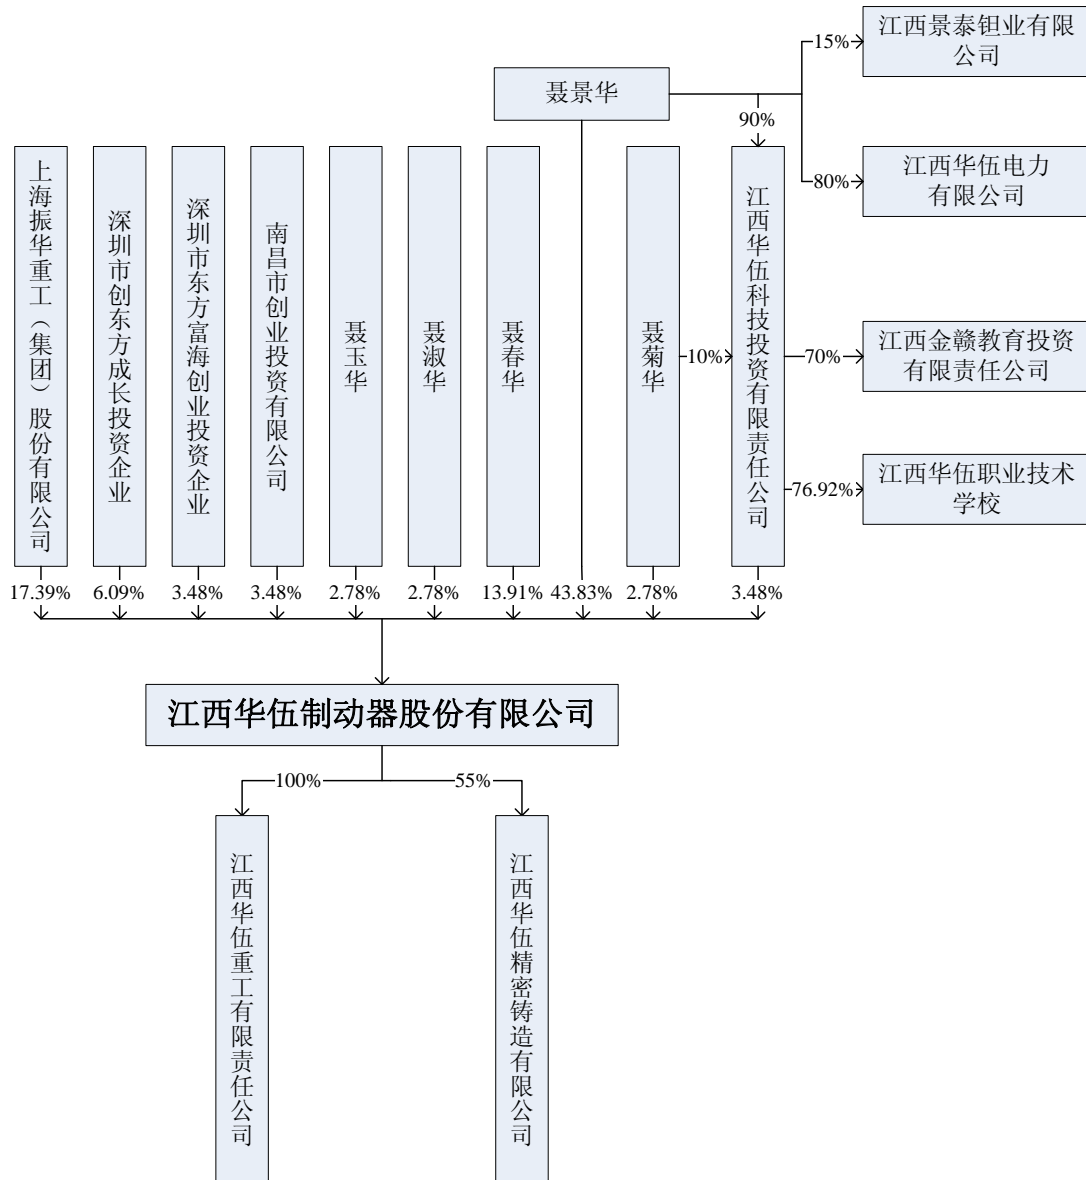 江西景泰钽业有限
公司
15%
聂景华
90%
江西华伍电力
有限公司
80%
上海振华重工（集团）股份有限公司
深圳市创东方成长投资企业
深圳市东方富海创业投资企业
南昌市创业投资有限公司
聂玉华
聂淑华
聂春华
聂菊华
10%
江西华伍科技投资有限责任公司
70%
江西金赣教育投资
有限责任公司
76.92%
江西华伍职业技术
学校
17.39%
6.09%
3.48%
3.48%
2.78%
2.78%
13.91%
43.83%
2.78%
3.48%
江西华伍制动器股份有限公司
100%
55%
江西华伍重工有限责任公司
江西华伍精密铸造有限公司